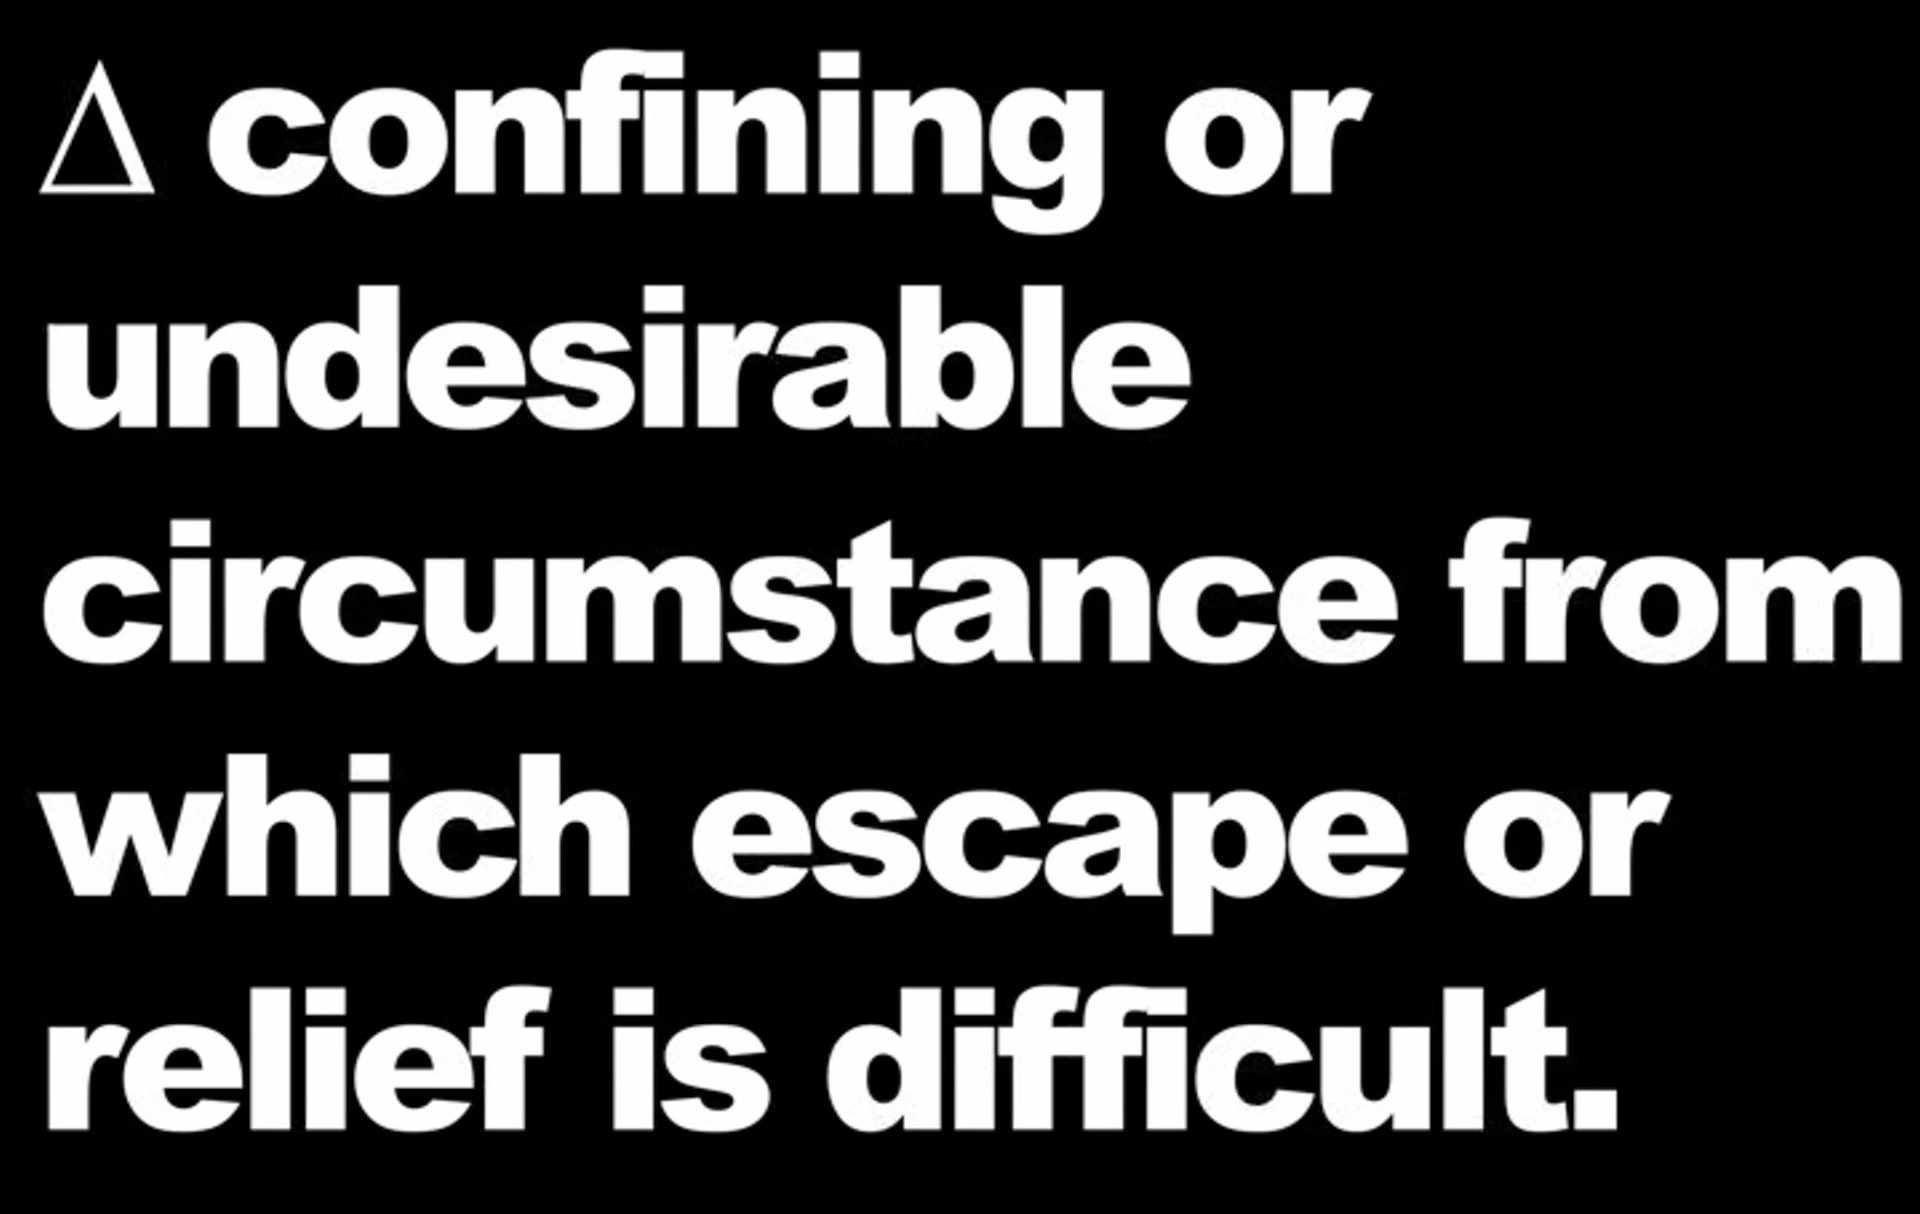 Δ confining or
undesirable
circumstance from
which escape or
relief is difficult.